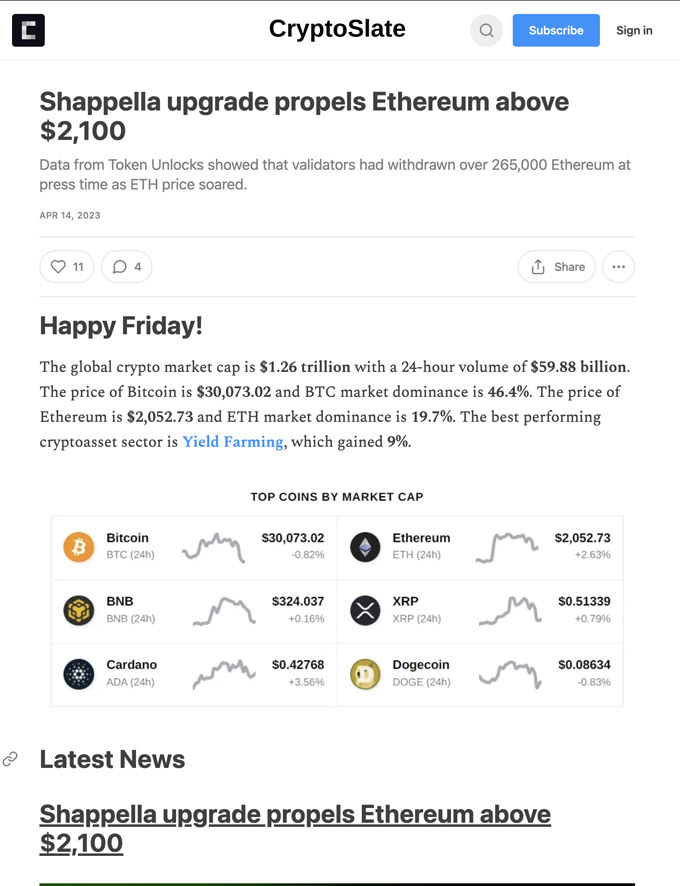 CryptoSlate
Subscribe
Sign in
Shappella upgrade propels Ethereum above
$2,100
Data from Token Unlocks showed that validators had withdrawn over 265,000 Ethereum at
press time as ETH price soared.
APR 14, 2023
11
4
Share
Happy Friday!
The global crypto market cap is $1.26 trillion with a 24-hour volume of $59.88 billion.
The price of Bitcoin is $30,073.02 and BTC market dominance is 46.4%. The price of
Ethereum is $2,052.73 and ETH market dominance is 19.7%. The best performing
cryptoasset sector is Yield Farming, which gained 9%.
TOP COINS BY MARKET CAP
Bitcoin $30,073.02 Ethereum $2,052.73
BTC (24h) -0.82% ETH (24h) +2.63%
BNB $324.037 XRP $0.51339
BNB (24h) +0.16% XRP (24h) +0.79%
Cardano $0.42768 Dogecoin $0.08634
ADA (24h) +3.56% DOGE (24h) -0.83%
Latest News
Shappella upgrade propels Ethereum above
$2,100